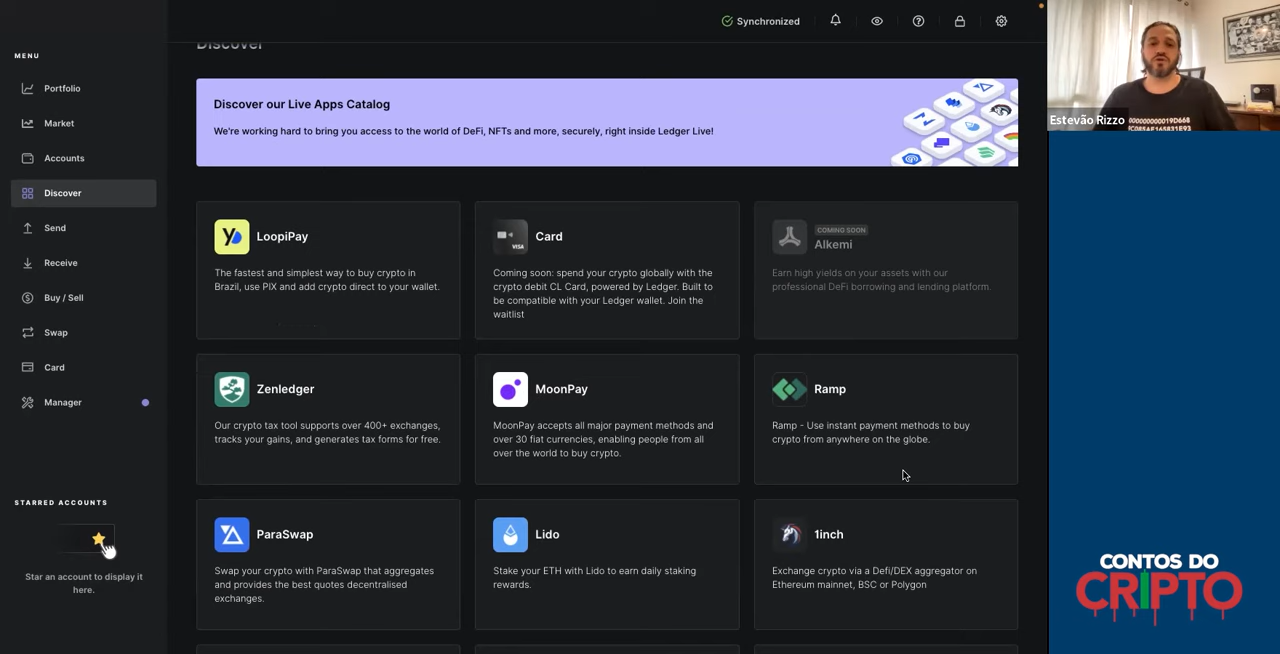 Synchronized
MENU
Portfolio
Market
Accounts
Discover
Send
Receive
Buy / Sell
Swap
Card
Manager
STARRED ACCOUNTS
Star an account to display it
here.
Discover
Discover our Live Apps Catalog
We're working hard to bring you access to the world of DeFi, NFTs and more, securely, right inside Ledger Live!
LoopiPay
The fastest and simplest way to buy crypto in
Brazil, use PIX and add crypto direct to your wallet.
VISA
Card
Coming soon: spend your crypto globally with the
crypto debit CL Card, powered by Ledger. Built to
be compatible with your Ledger wallet. Join the
waitlist
COMING SOON
Alkemi
Earn high yields on your assets with our
professional DeFi borrowing and lending platform.
Zenledger
Our crypto tax tool supports over 400+ exchanges,
tracks your gains, and generates tax forms for free.
MoonPay
MoonPay accepts all major payment methods and
over 30 fiat currencies, enabling people from all
over the world to buy crypto.
Ramp
Ramp - Use instant payment methods to buy
crypto from anywhere on the globe.
ParaSwap
Swap your crypto with ParaSwap that aggregates
and provides the best quotes decentralised
exchanges.
Lido
Stake your ETH with Lido to earn daily staking
rewards.
1inch
Exchange crypto via a Defi/DEX aggregator on
Ethereum mainnet, BSC or Polygon
Estevão Rizzo
CONTOS DO
CRIPTO